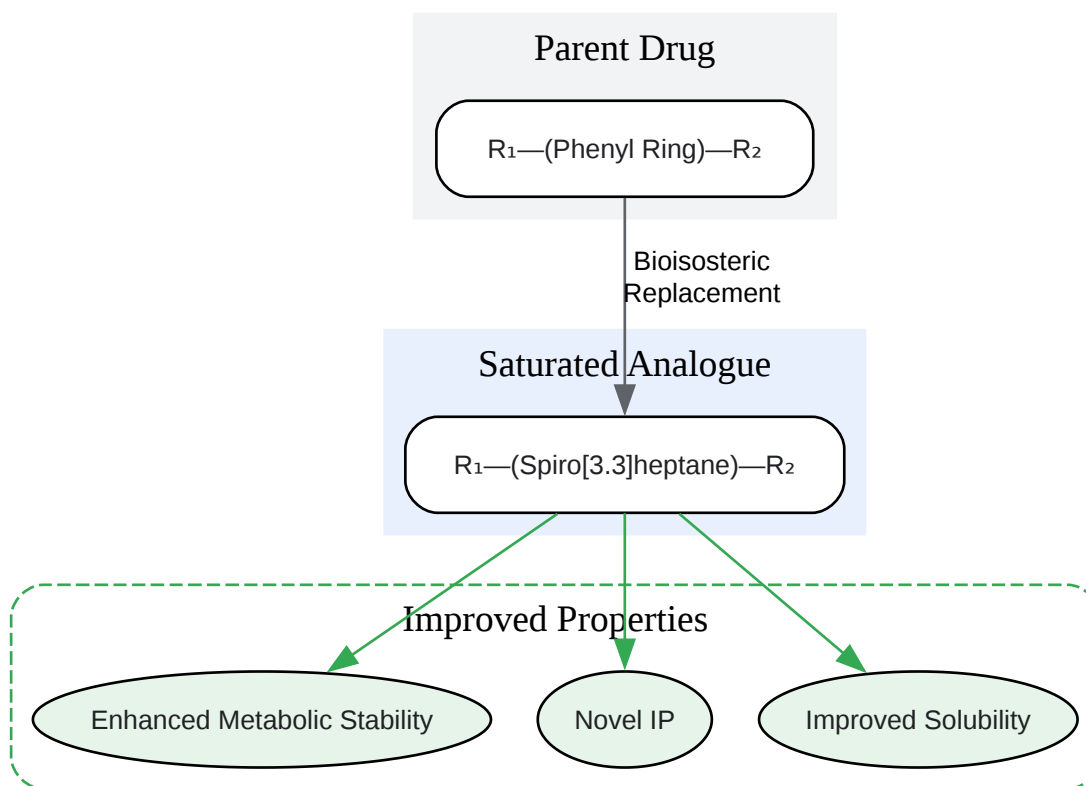 Parent Drug
R₁—(Phenyl Ring)—R₂
Bioisosteric
Replacement
Saturated Analogue
R₁—(Spiro[3.3]heptane)—R₂
Improved Properties
Enhanced Metabolic Stability
Novel IP
Improved Solubility